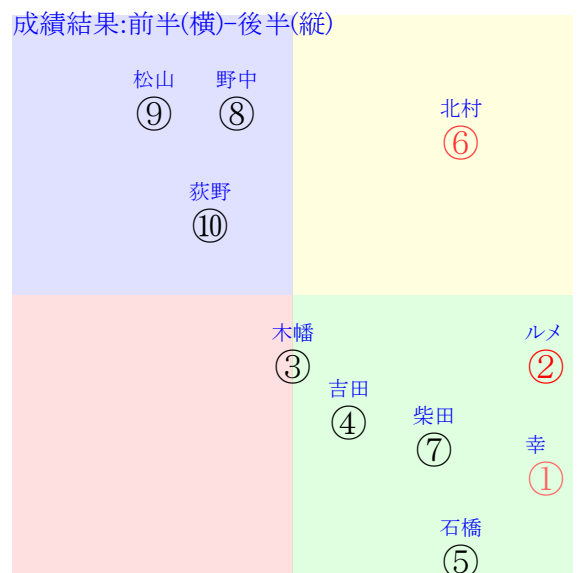 成績結果:前半(横)-後半(縦)
松山
野中
⑨
⑧
北村
⑥
荻野
⑩
木幡
③
ルメ
②
吉田
④
柴田
⑦
幸
①
石橋
⑤